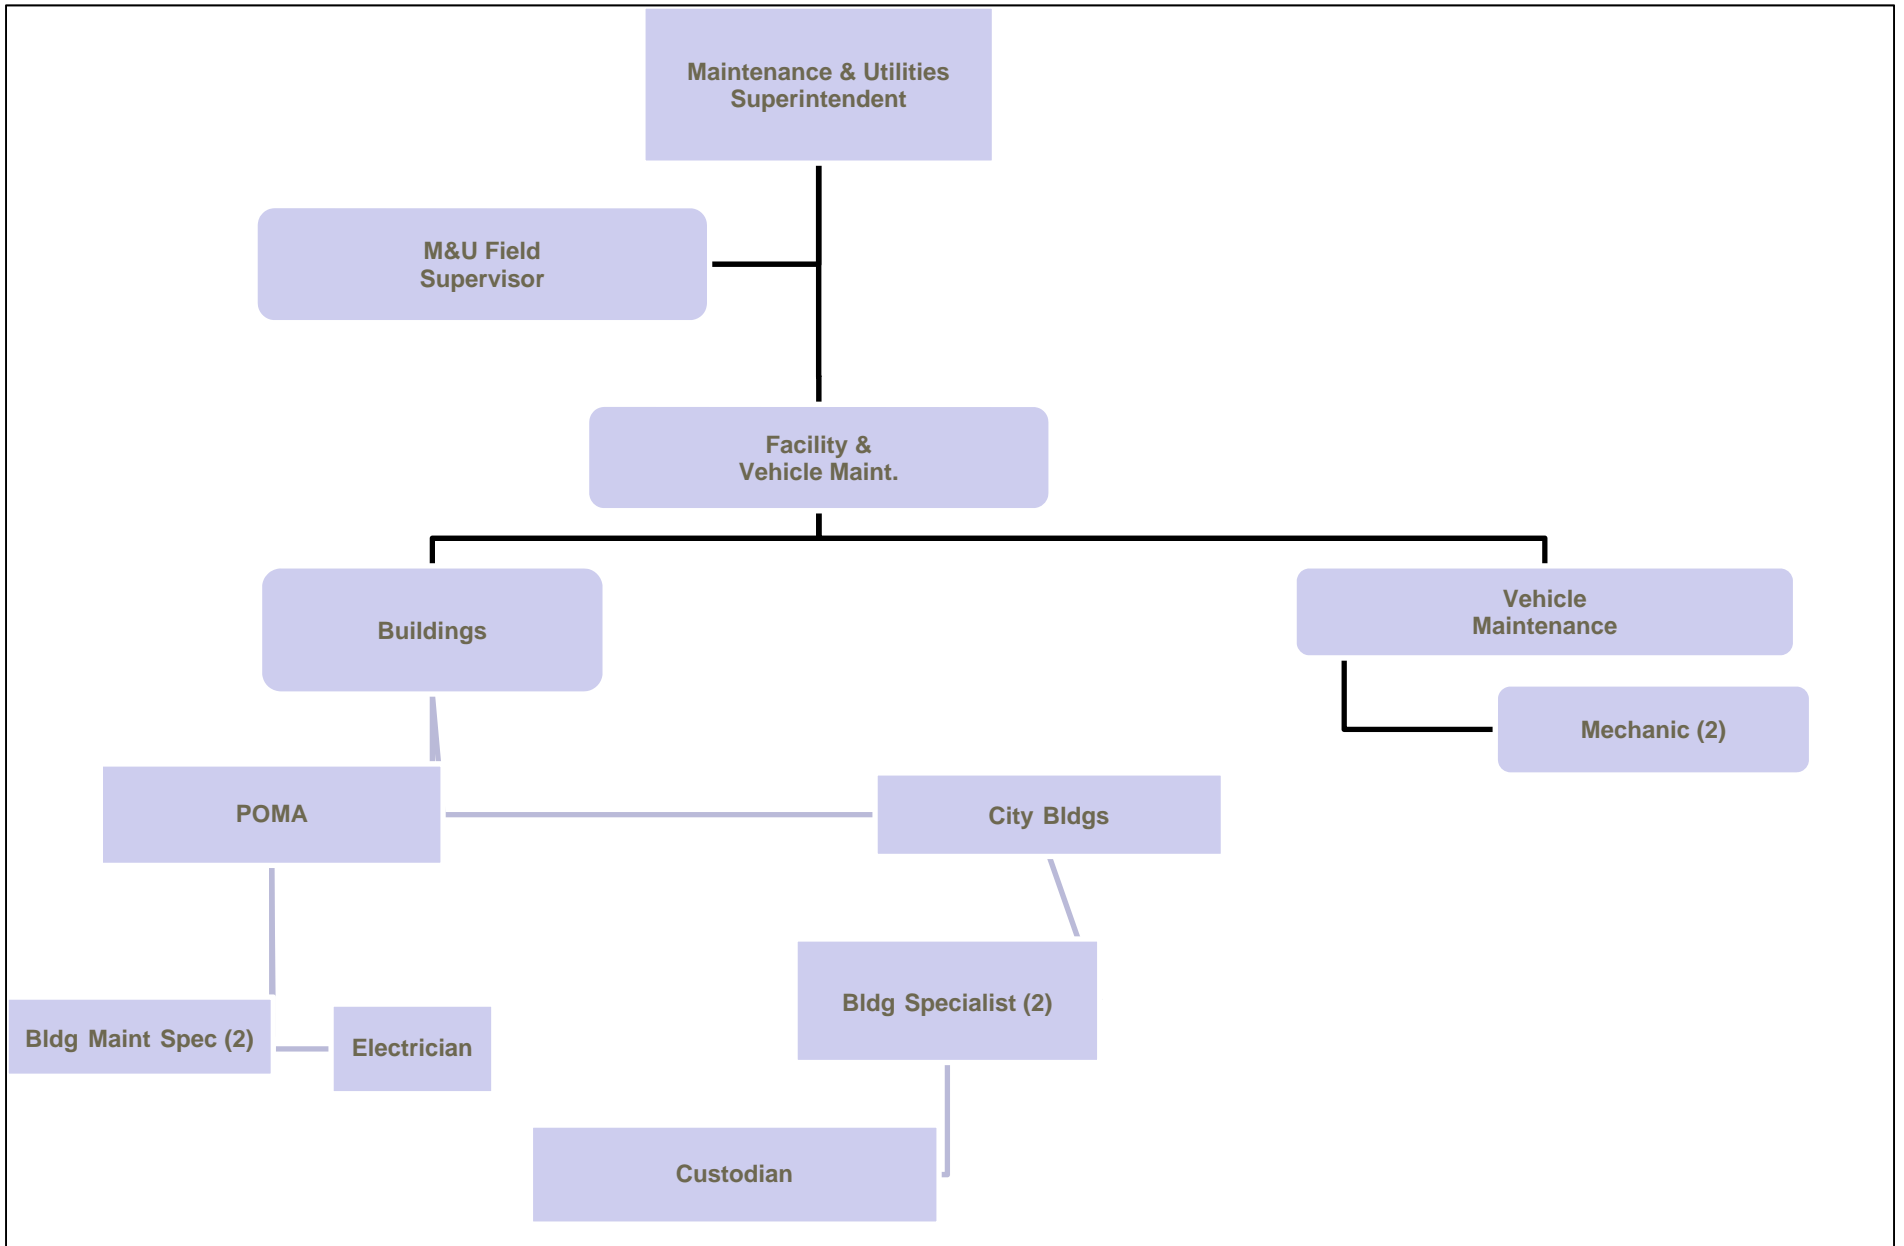 Maintenance & Utilities
Superintendent
M&U Field
Supervisor
Facility &
Vehicle Maint.
Buildings
Vehicle
Maintenance
Mechanic (2)
POMA
City Bldgs
Bldg Specialist (2)
Bldg Maint Spec (2)
Electrician
Custodian